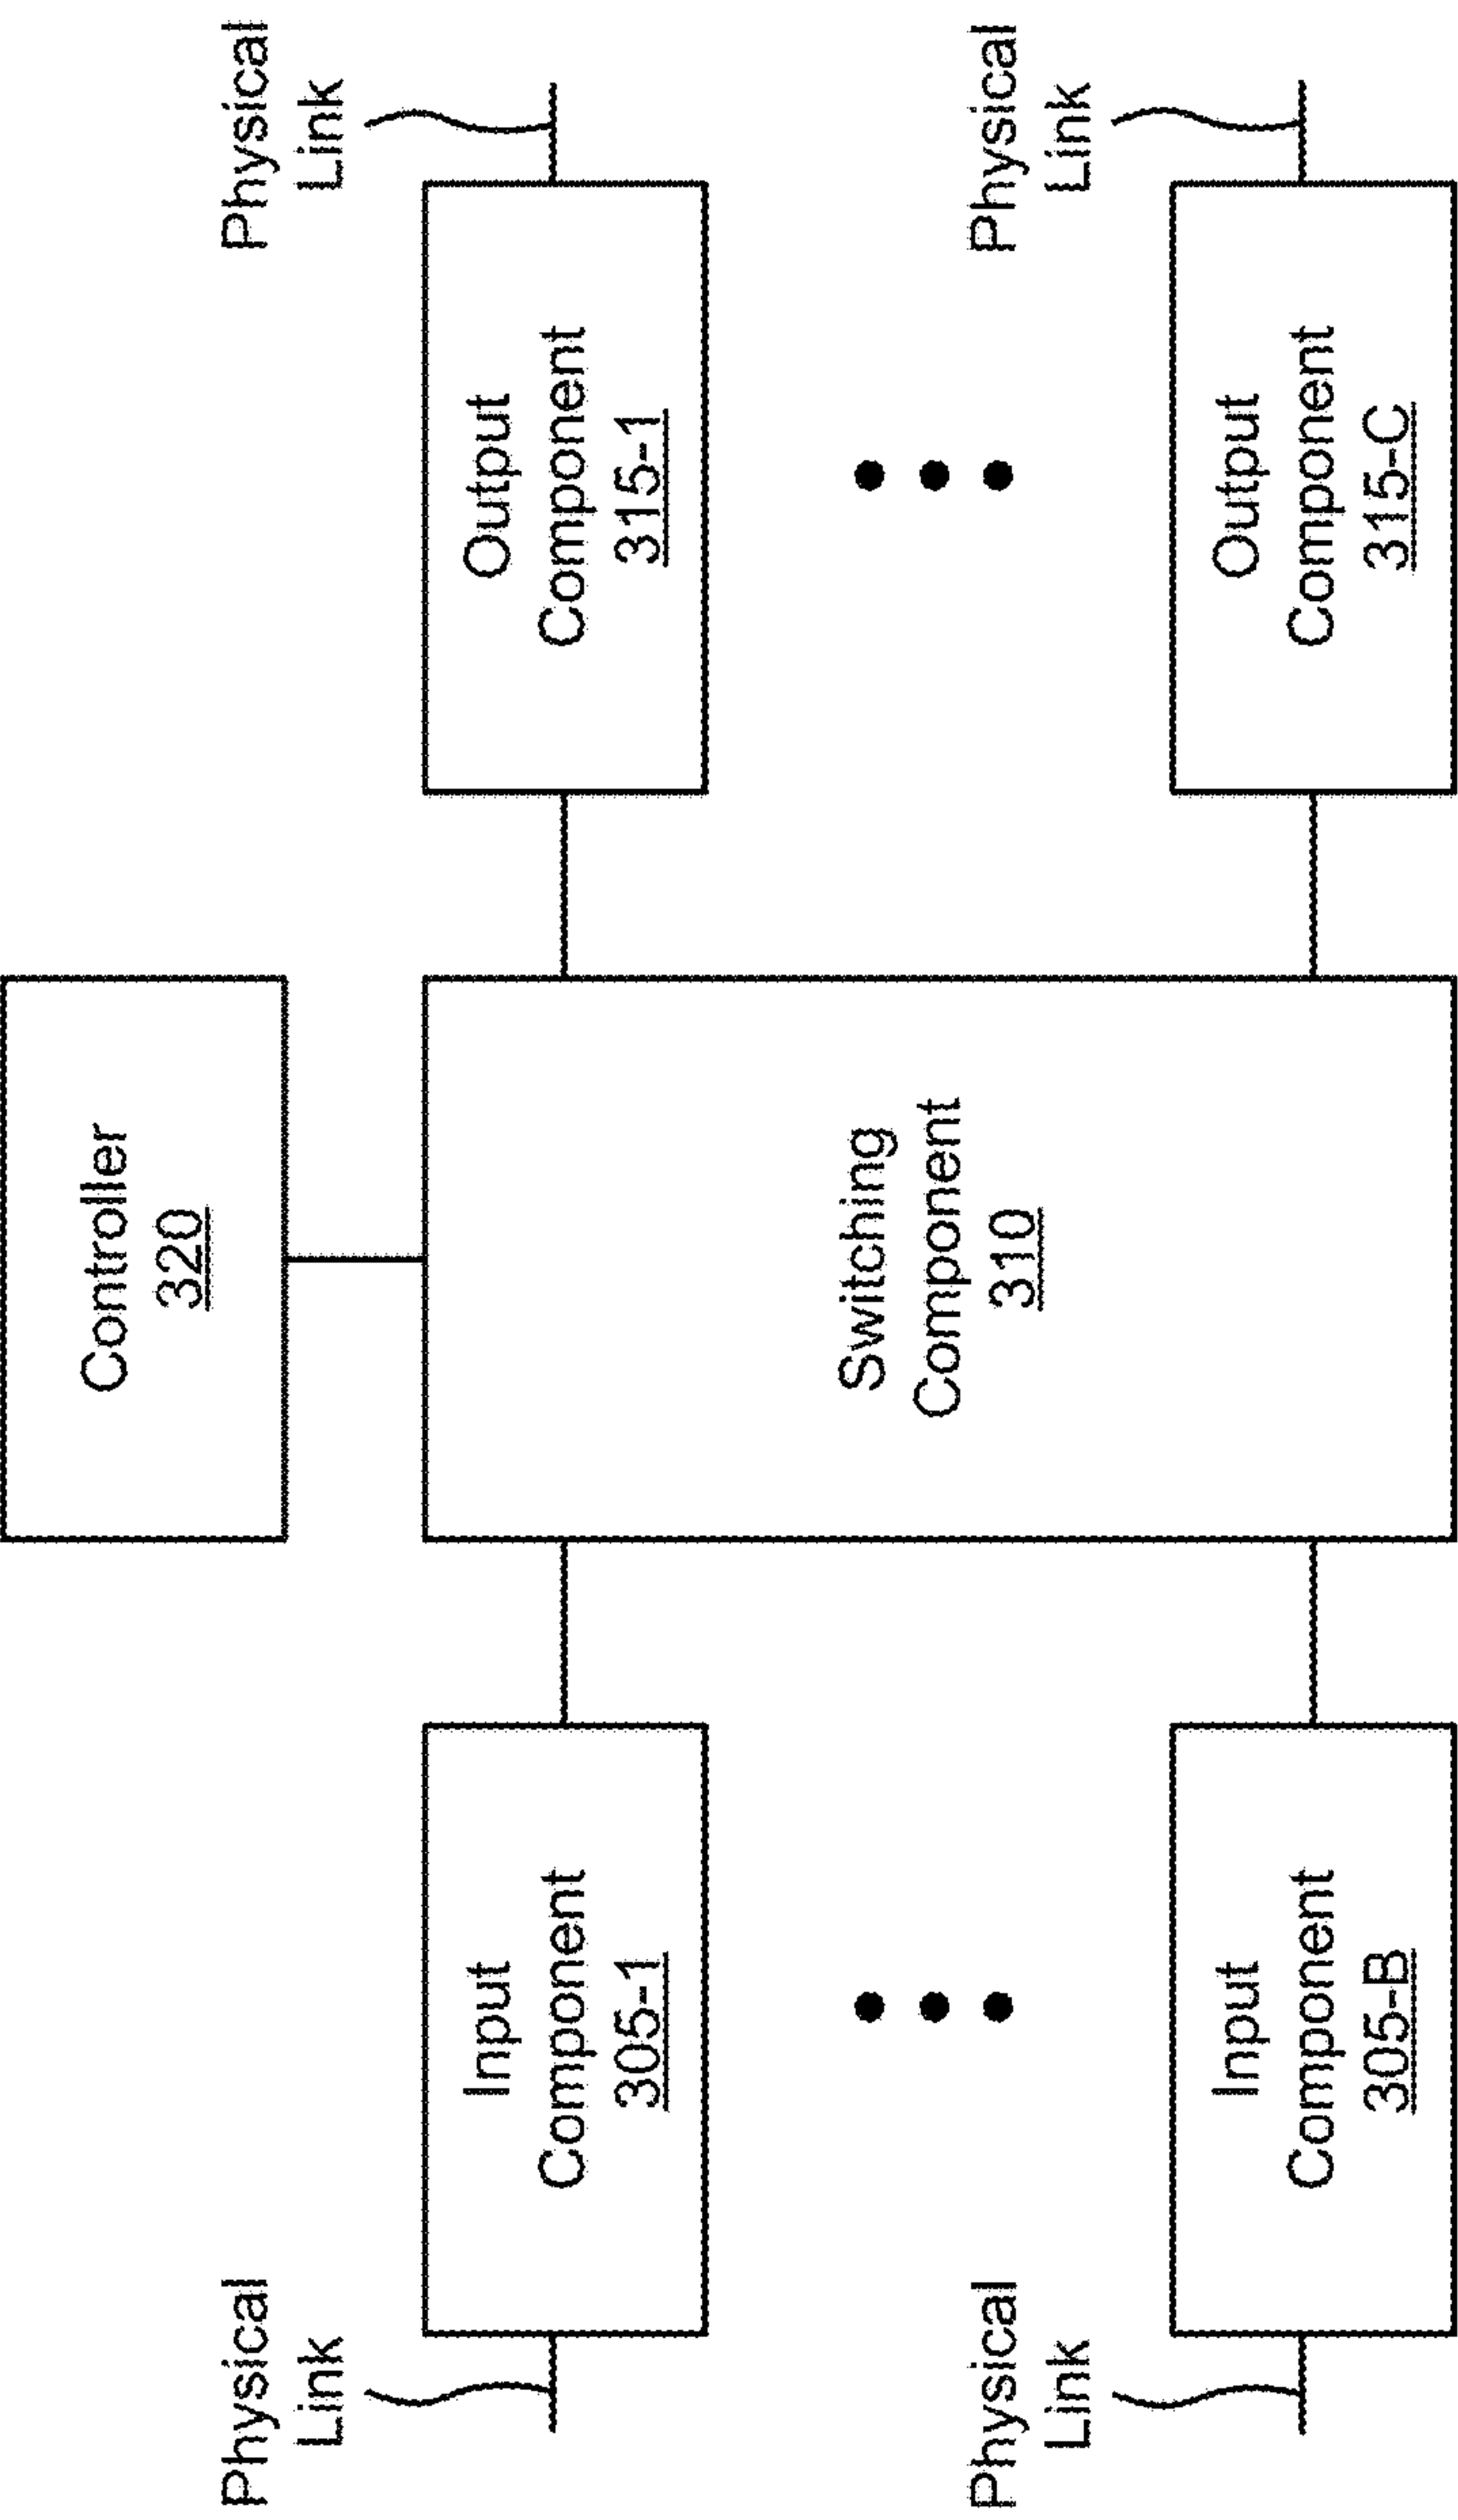 Controller
320
Physical
Link
Input
Component
305-1
Switching
Component
310
Output
Component
315-1
Physical
Link
Physical
Link
Input
Component
305-B
Output
Component
315-C
Physical
Link